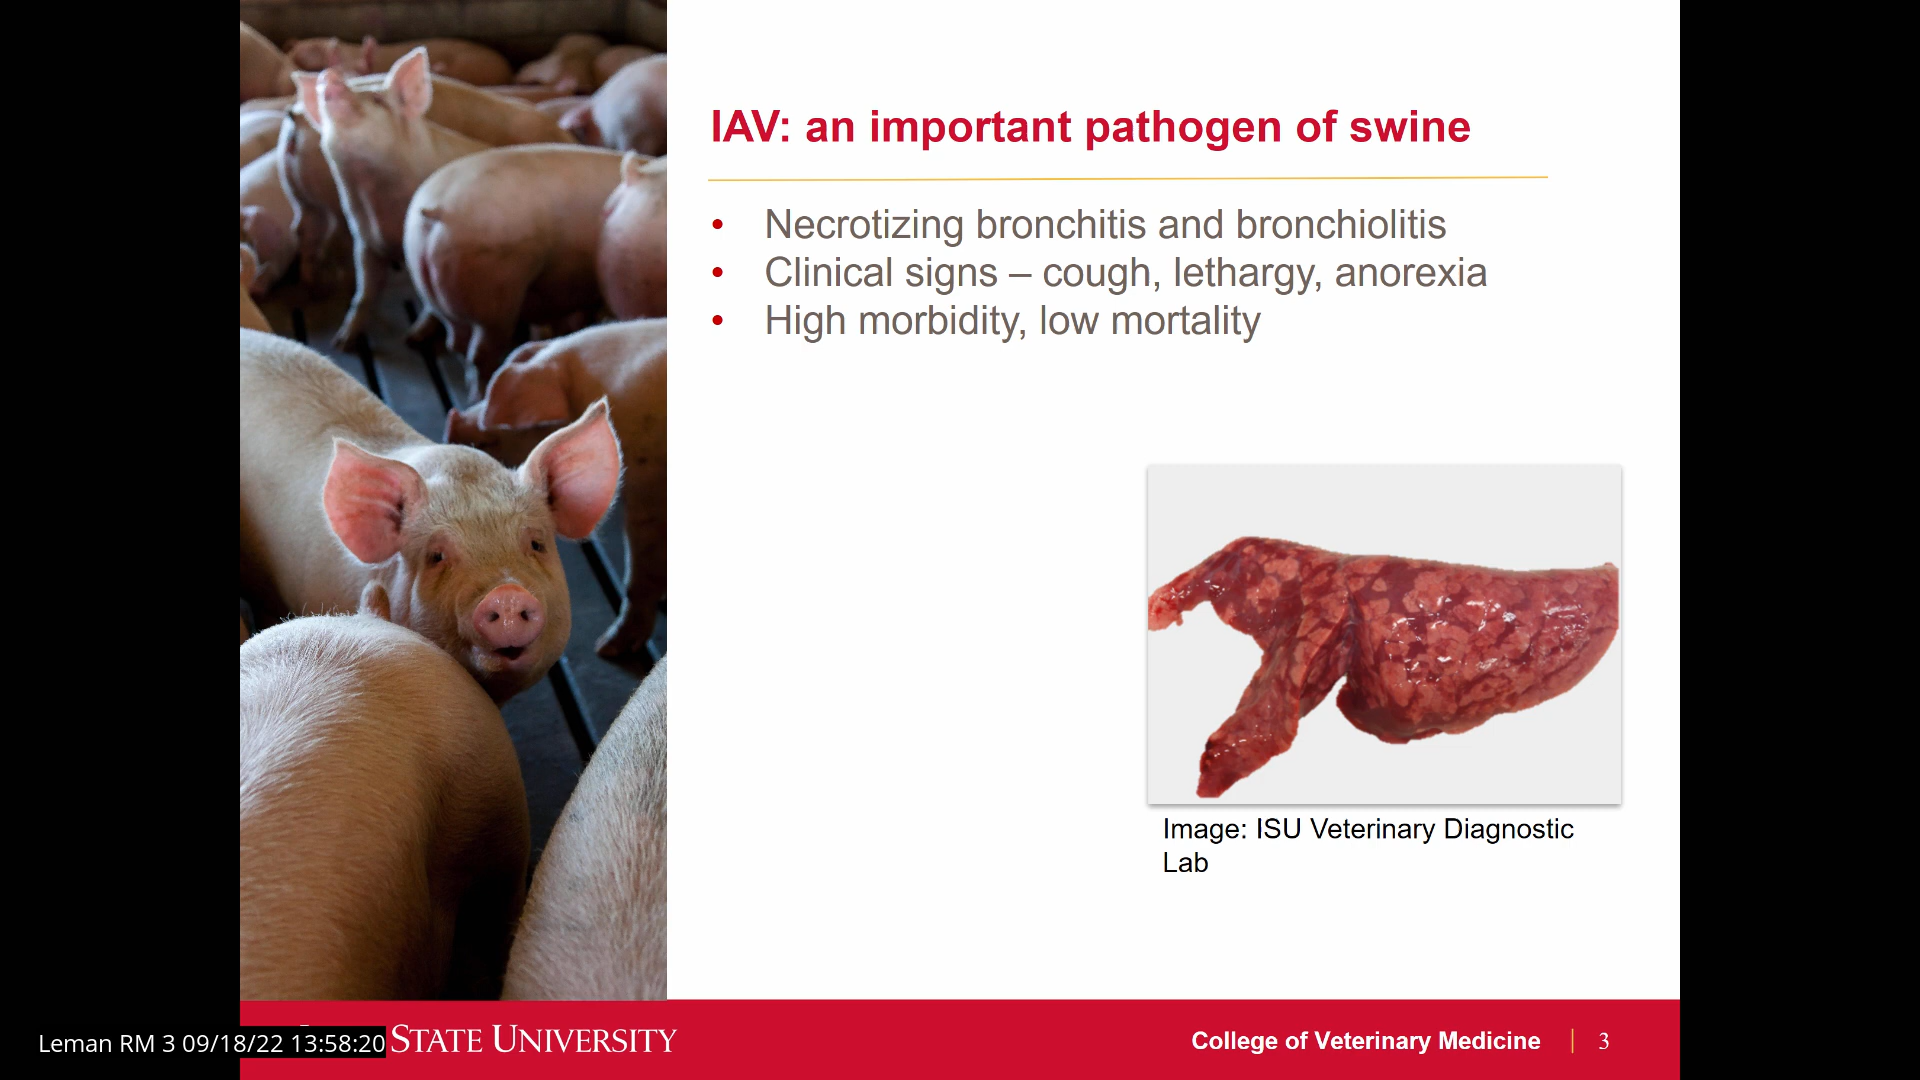 IAV: an important pathogen of swine
• Necrotizing bronchitis and bronchiolitis
• Clinical signs – cough, lethargy, anorexia
• High morbidity, low mortality
Image: ISU Veterinary Diagnostic
Lab
Leman RM 3 09/18/22 13:58:20
STATE UNIVERSITY
College of Veterinary Medicine | 3